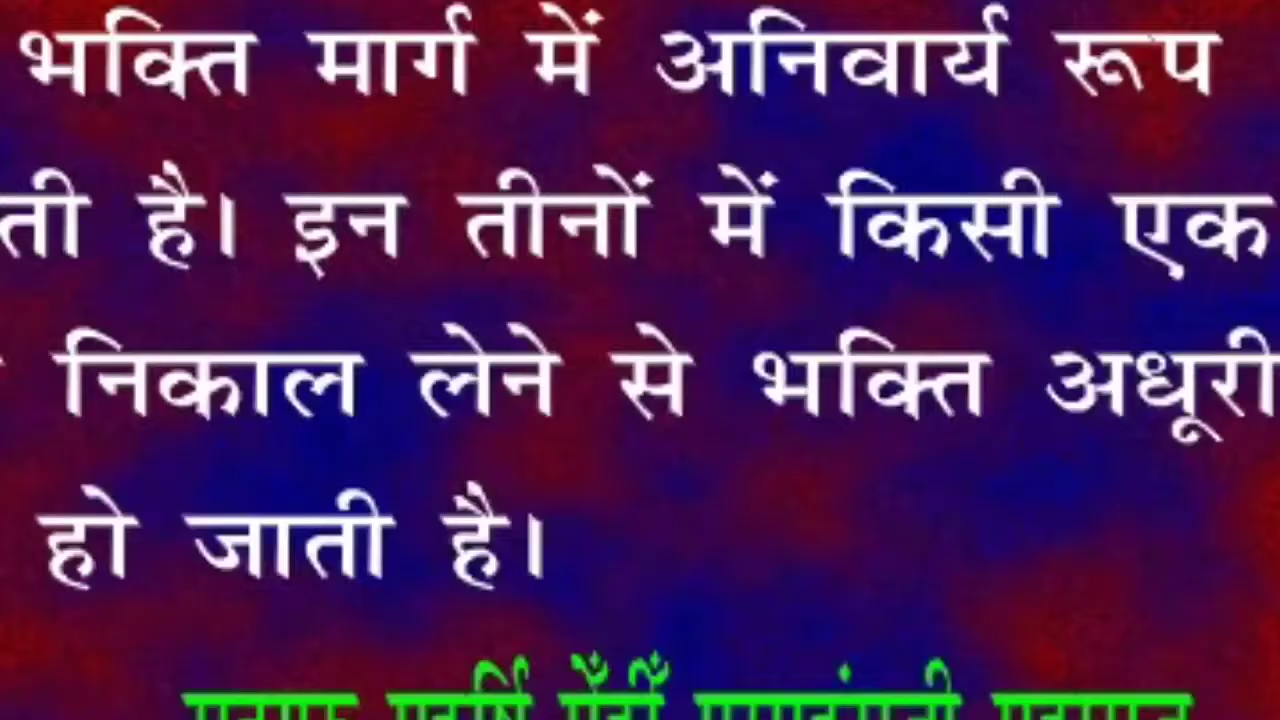 भक्ति मार्ग में अनिवार्य रूप
ती है। इन तीनों में किसी एक
निकाल लेने से भक्ति अधूरी
हो जाती है।